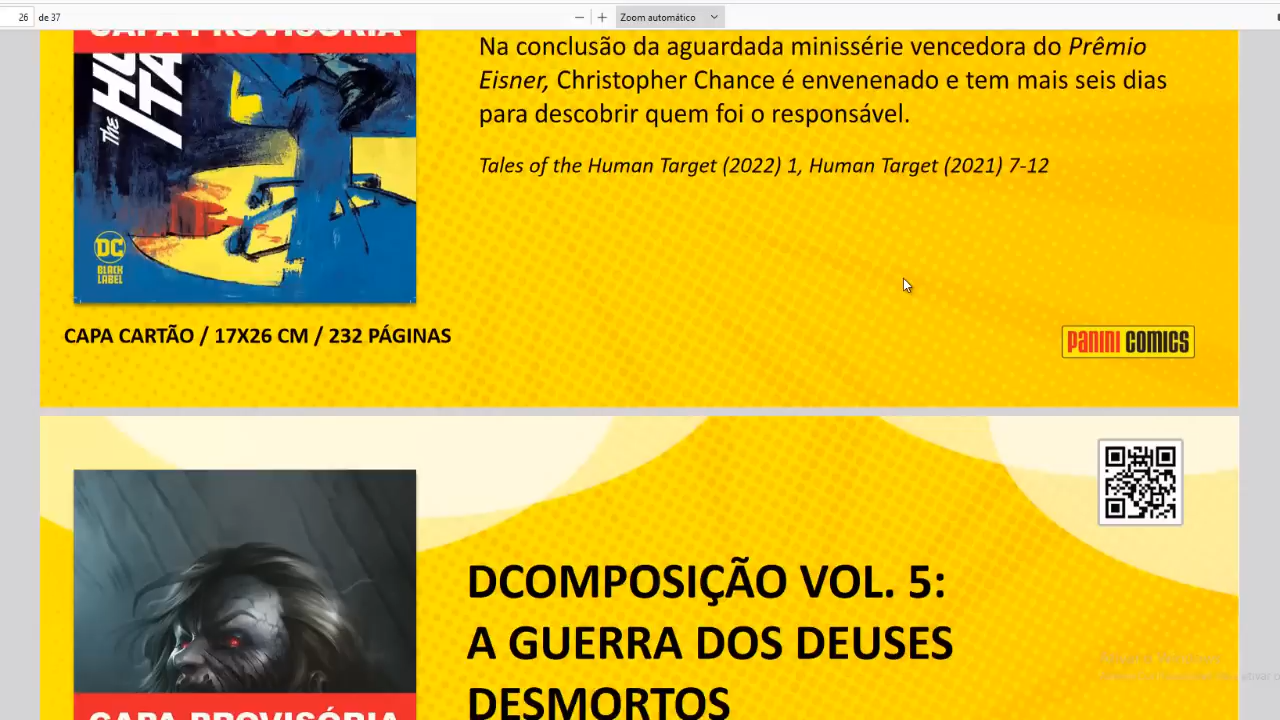 26 de 37
Zoom automático
CAPA PROVISÓRIA
Na conclusão da aguardada minissérie vencedora do Prêmio
Eisner, Christopher Chance é envenenado e tem mais seis dias
para descobrir quem foi o responsável.
Tales of the Human Target (2022) 1, Human Target (2021) 7-12
The
DC
BLACK
LABEL
CAPA CARTÃO / 17X26 CM / 232 PÁGINAS
PANINI COMICS
DCOMPOSIÇÃO VOL. 5:
A GUERRA DOS DEUSES
DESMORTOS
CAPA PROVISÓRIA